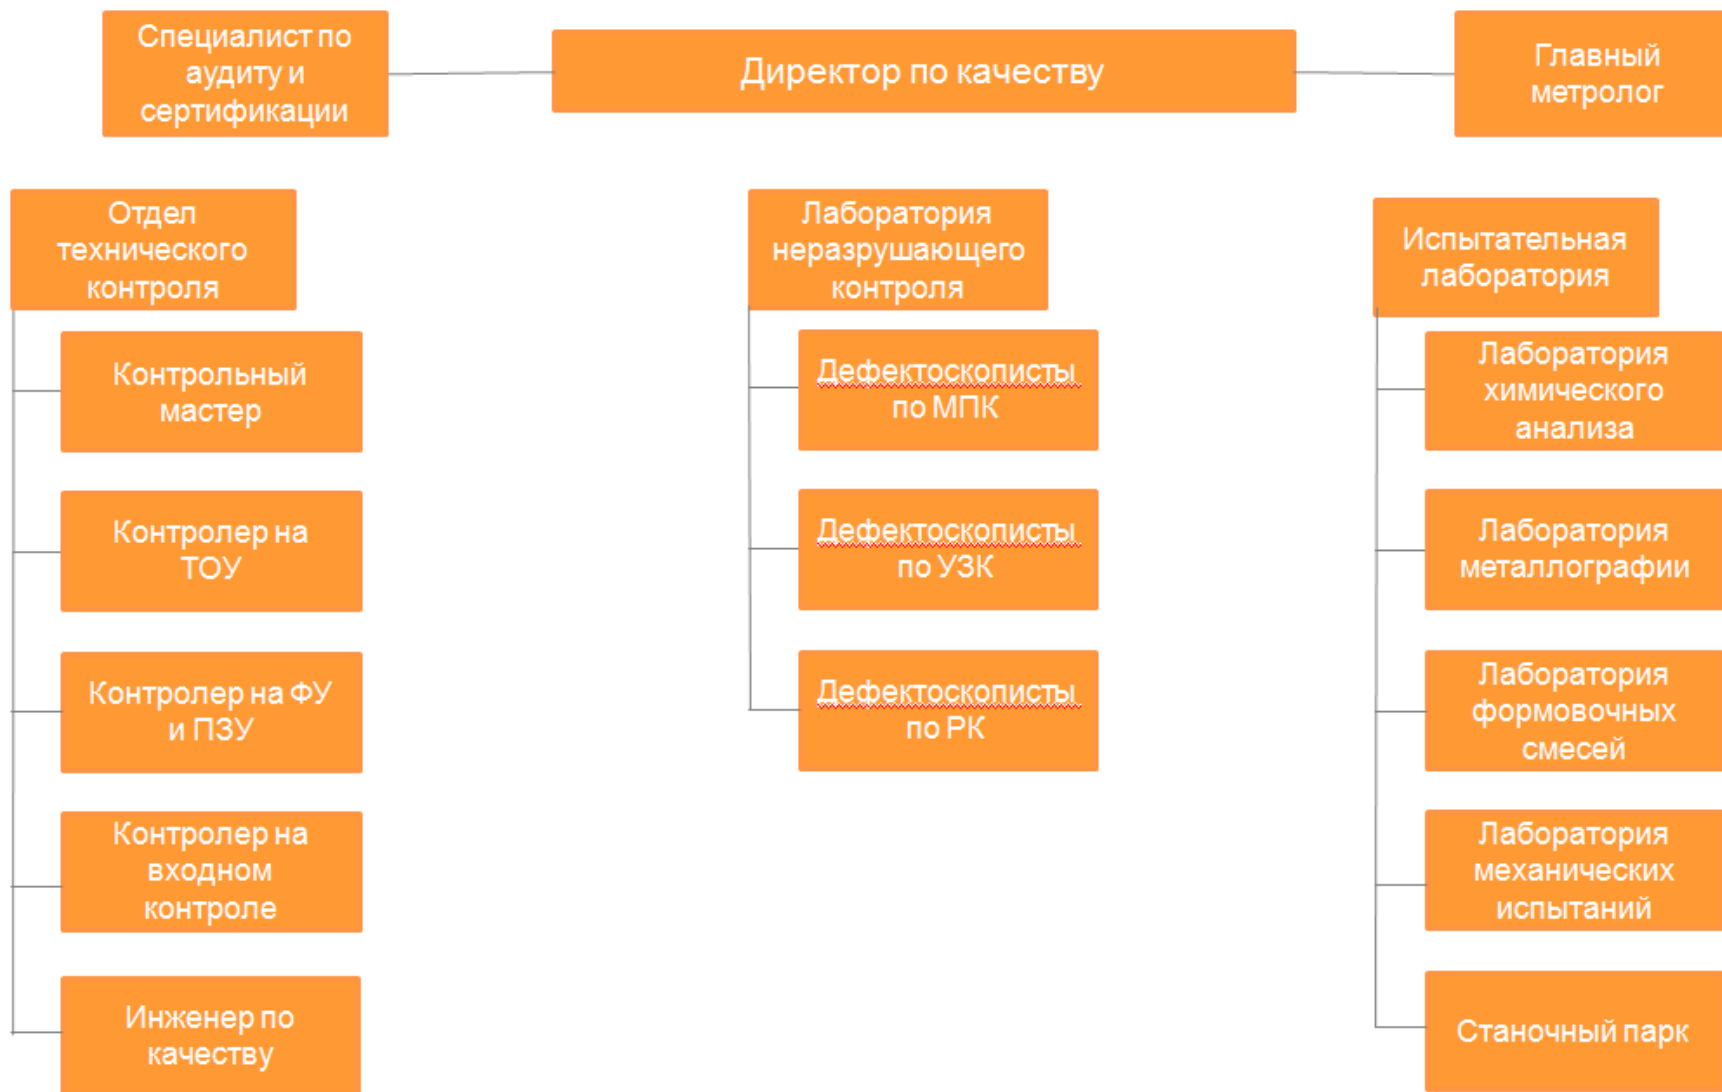 Специалист по
аудиту и
сертификации
Директор по качеству
Главный
метролог
Отдел
технического
контроля
Контрольный
мастер
Контролер на
ТОУ
Контролер на ФУ
и ПЗУ
Контролер на
входном
контроле
Инженер по
качеству
Лаборатория
неразрушающего
контроля
Дефектоскописты
по МПК
Дефектоскописты
по УЗК
Дефектоскописты
по РК
Испытательная
лаборатория
Лаборатория
химического
анализа
Лаборатория
металлографии
Лаборатория
формовочных
смесей
Лаборатория
механических
испытаний
Станочный парк